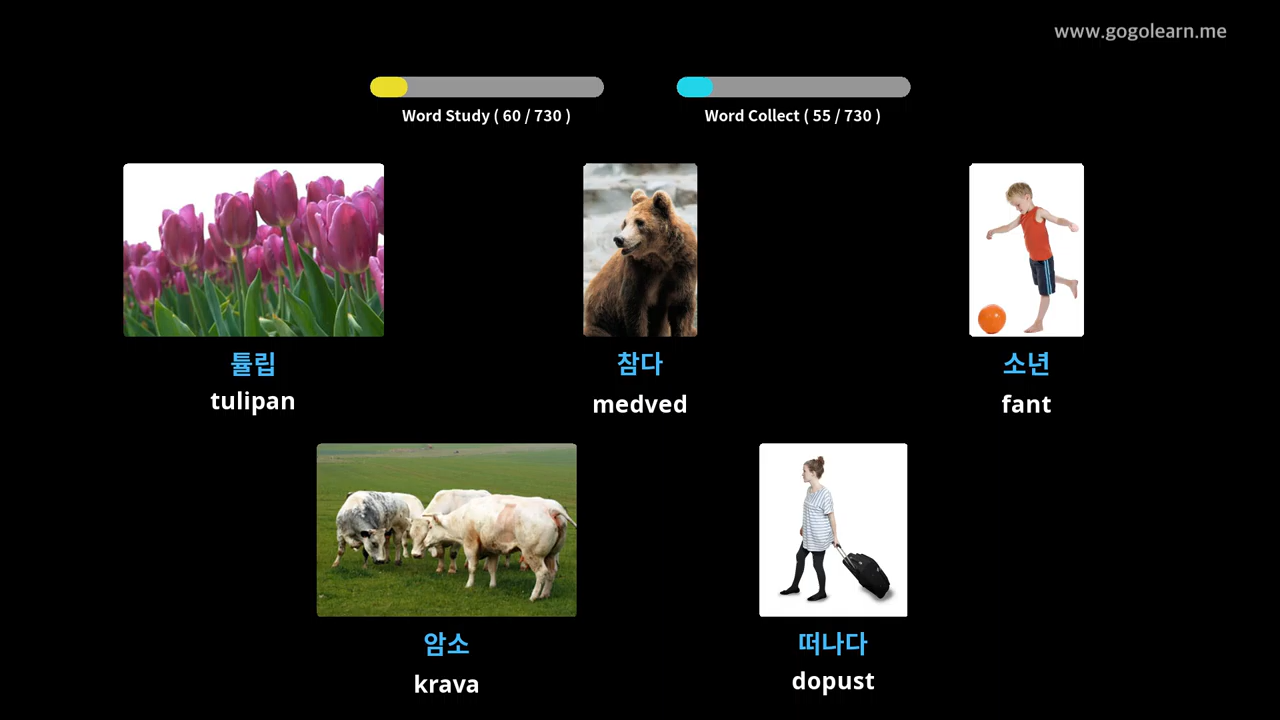 www.gogolearn.me
Word Study ( 60 / 730 )
Word Collect ( 55 / 730 )
튤립
tulipan
참다
medved
소년
fant
암소
krava
떠나다
dopust